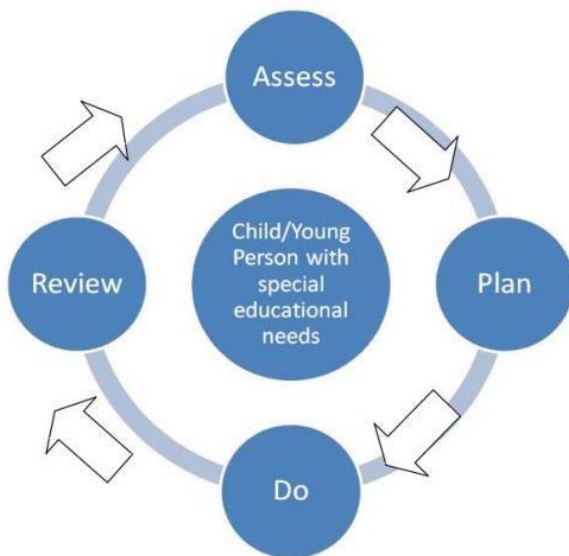 Assess
Child/Young
Person with
special
educational
needs
Review
Plan
Do